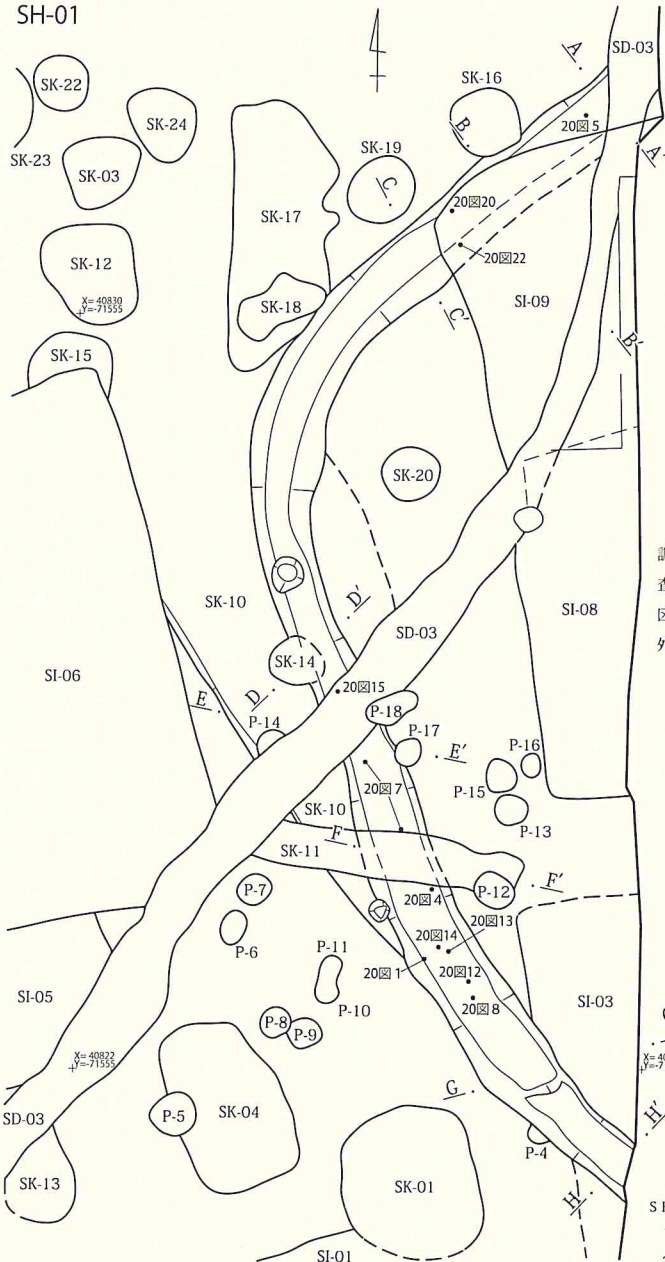 SH-01
SD-03
A
SK-22
SK-16
SK-24
B
20図5
SK-23
SK-19
A'
SK-03
C
SK-17
20図20
20図22
SK-12
SI-09
X= 40830
Y=-71555
SK-18
C'
B'
SK-15
SK-20
調
査
区
外
SK-10
D'
SI-08
SD-03
SI-06
SK-14
E
D
20図15
P-14
P-18
P-17
E'
P-16
P-15
20図7
SK-10
P-13
F
SK-11
P-7
P-12
F'
20図4
P-6
20図13
20図14
P-11
20図1
20図12
SI-05
P-10
20図8
SI-03
P-8
P-9
X= 40822
Y=-71555
G
P-5
SK-04
H'
SD-03
P-4
SK-13
SK-01
H
SI-01